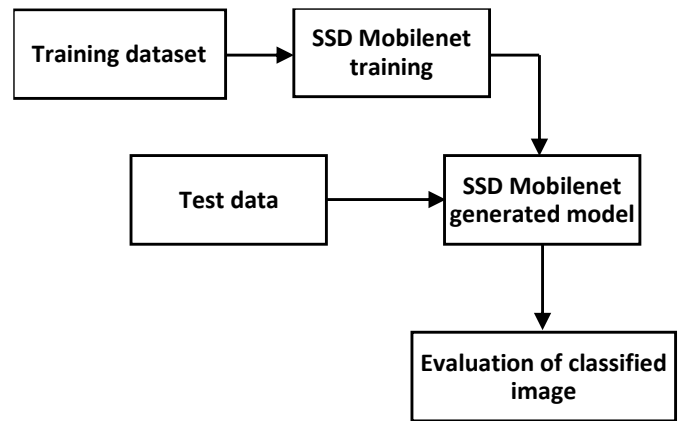 Training dataset
SSD Mobilenet
training
Test data
SSD Mobilenet
generated model
Evaluation of classified
image